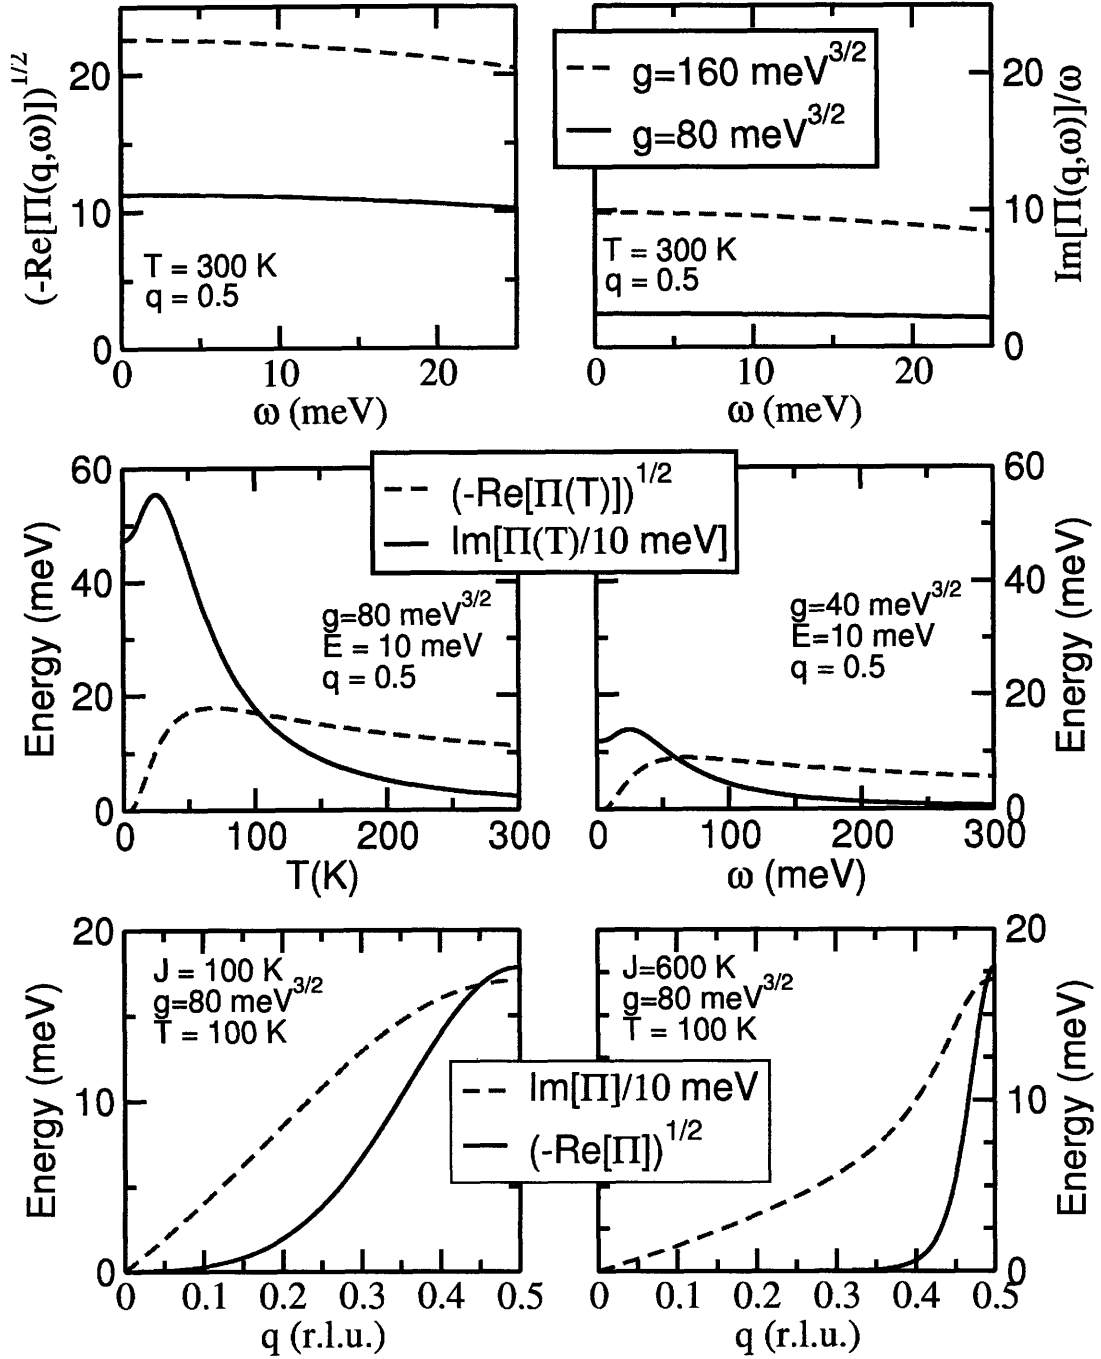 20
10
0
0 10 20
ω (meV)
(-Re[Π(q,ω)])^1/2
T = 300 K
q = 0.5
g=160 meV^3/2
g=80 meV^3/2
20
10
0
0 10 20
ω (meV)
Im[Π(q,ω)]/ω
T = 300 K
q = 0.5
60
40
20
0
0 100 200 300
T(K)
Energy (meV)
(-Re[Π(T)])^1/2
Im[Π(T)/10 meV]
g=80 meV^3/2
E = 10 meV
q = 0.5
g=40 meV^3/2
E=10 meV
q = 0.5
60
40
20
0
0 100 200 300
ω (meV)
Energy (meV)
20
10
0
0 0.1 0.2 0.3 0.4 0.5
q (r.l.u.)
Energy (meV)
J = 100 K
g=80 meV^3/2
T = 100 K
Im[Π]/10 meV
(-Re[Π])^1/2
J=600 K
g=80 meV^3/2
T = 100 K
20
10
0
0 0.1 0.2 0.3 0.4 0.5
q (r.l.u.)
Energy (meV)